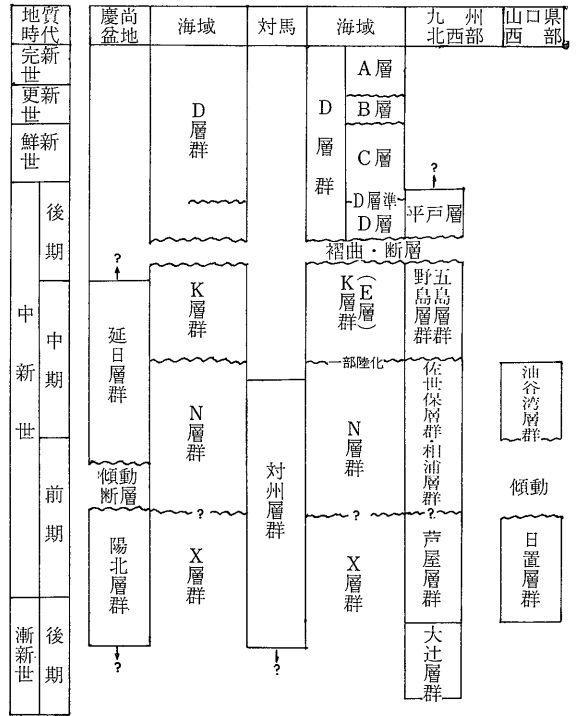 地質時代
慶尚盆地
海域
対馬
海域
九州北西部
山口県西部
完新世
更新世
鮮新世
中新世
後期
中期
前期
漸新世
後期
?
延日層群
傾動断層
陽北層群
?
D層群
K層群
N層群
?
X層群
対州層群
?
D層群
A層
B層
C層
D層準
D層
褶曲・断層
K層群(E層)
一部陸化
N層群
?
X層群
?
平戸層
五島層群
野島層群
佐世保層群・相浦層群
?
芦屋層群
大辻層群
油谷湾層群
傾動
日置層群